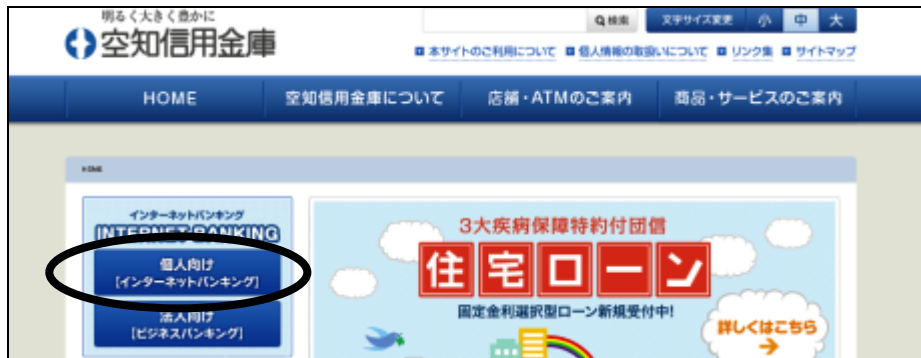 明るく大きく豊かに
空知信用金庫
検索
文字サイズ変更 小 中 大
本サイトのご利用について 個人情報の取扱いについて リンク集 サイトマップ
HOME 空知信用金庫について 店舗・ATMのご案内 商品・サービスのご案内
HOME
インターネットバンキング
INTERNET BANKING
個人向け
[インターネットバンキング]
法人向け
[ビジネスバンキング]
3大疾病保障特約付団信
住宅ローン
固定金利選択型ローン新規受付中!
詳しくはこちら